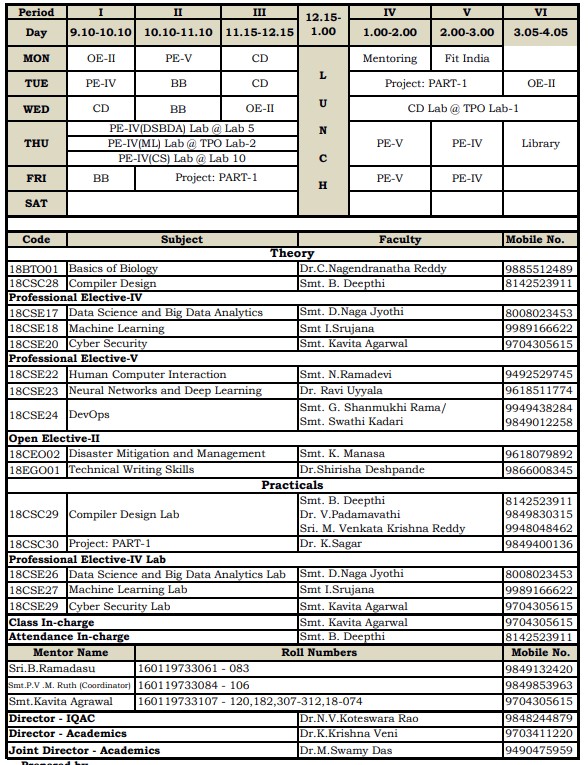 Period I II III 12.15-1.00 IV V VI
Day 9.10-10.10 10.10-11.10 11.15-12.15 1.00-2.00 2.00-3.00 3.05-4.05
MON OE-II PE-V CD L U N C H Mentoring Fit India
TUE PE-IV BB CD Project: PART-1 OE-II
WED CD BB OE-II CD Lab @ TPO Lab-1
THU PE-IV(DSBDA) Lab @ Lab 5
PE-IV(ML) Lab @ TPO Lab-2 PE-V PE-IV Library
PE-IV(CS) Lab @ Lab 10
FRI BB Project: PART-1 PE-V PE-IV
SAT
Code Subject Faculty Mobile No.
Theory
18BTO01 Basics of Biology Dr.C.Nagendranatha Reddy 9885512489
18CSC28 Compiler Design Smt. B. Deepthi 8142523911
Professional Elective-IV
18CSE17 Data Science and Big Data Analytics Smt. D.Naga Jyothi 8008023453
18CSE18 Machine Learning Smt I.Srujana 9989166622
18CSE20 Cyber Security Smt. Kavita Agarwal 9704305615
Professional Elective-V
18CSE22 Human Computer Interaction Smt. N.Ramadevi 9492529745
18CSE23 Neural Networks and Deep Learning Dr. Ravi Uyyala 9618511774
18CSE24 DevOps Smt. G. Shanmukhi Rama/ 9949438284
Smt. Swathi Kadari 9849012258
Open Elective-II
18CEO02 Disaster Mitigation and Management Smt. K. Manasa 9618079892
18EGO01 Technical Writing Skills Dr.Shirisha Deshpande 9866008345
Practicals
18CSC29 Compiler Design Lab Smt. B. Deepthi 8142523911
Dr. V.Padamavathi 9849830315
Sri. M. Venkata Krishna Reddy 9948048462
18CSC30 Project: PART-1 Dr. K.Sagar 9849400136
Professional Elective-IV Lab
18CSE26 Data Science and Big Data Analytics Lab Smt. D.Naga Jyothi 8008023453
18CSE27 Machine Learning Lab Smt I.Srujana 9989166622
18CSE29 Cyber Security Lab Smt. Kavita Agarwal 9704305615
Class In-charge Smt. Kavita Agarwal 9704305615
Attendance In-charge Smt. B. Deepthi 8142523911
Mentor Name Roll Numbers Mobile No.
Sri.B.Ramadasu 160119733061 - 083 9849132420
Smt.P.V .M. Ruth (Coordinator) 160119733084 - 106 9849853963
Smt.Kavita Agrawal 160119733107 - 120,182,307-312,18-074 9704305615
Director - IQAC Dr.N.V.Koteswara Rao 9848244879
Director - Academics Dr.K.Krishna Veni 9703411220
Joint Director - Academics Dr.M.Swamy Das 9490475959
Prepared by